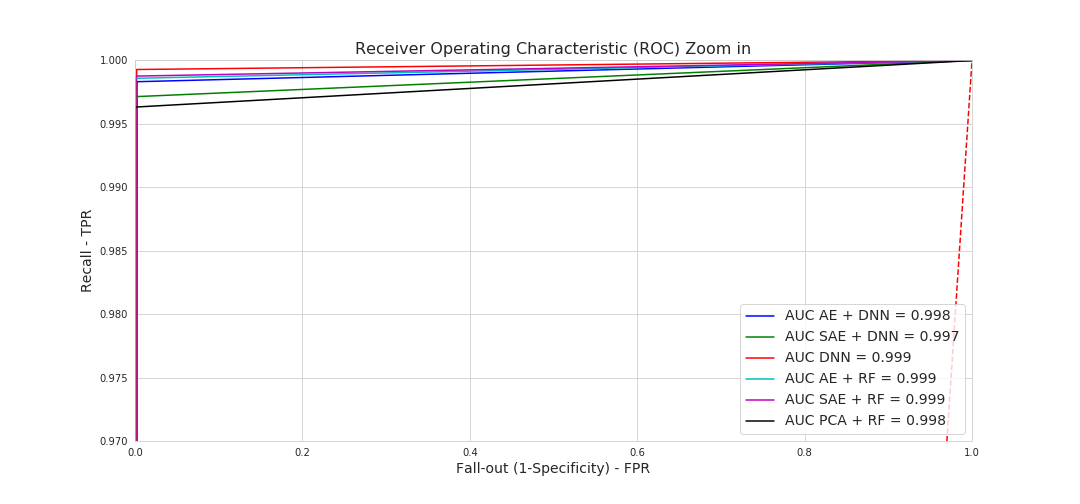 Receiver Operating Characteristic (ROC) Zoom in
1.000
0.995
0.990
0.985
0.980
0.975
0.970
Recall - TPR
AUC AE + DNN = 0.998
AUC SAE + DNN = 0.997
AUC DNN = 0.999
AUC AE + RF = 0.999
AUC SAE + RF = 0.999
AUC PCA + RF = 0.998
0.0 0.2 0.4 0.6 0.8 1.0
Fall-out (1-Specificity) - FPR